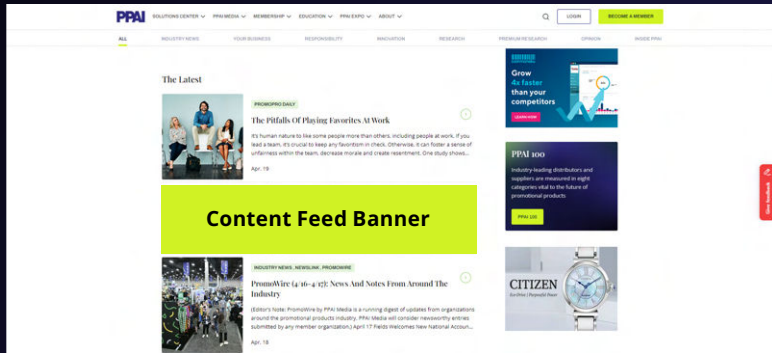 PPAI
SOLUTIONS CENTER
PPAI MEDIA
MEMBERSHIP
EDUCATION
PPAI EXPO
ABOUT
LOGIN
BECOME A MEMBER
ALL
INDUSTRY NEWS
YOUR BUSINESS
RESPONSIBILITY
INNOVATION
RESEARCH
PREMIUM RESEARCH
OPINION
INSIDE PPAI
The Latest
PROMOPRO DAILY
The Pitfalls Of Playing Favorites At Work
It's human nature to like some people more than others, including people at work. If you
lead a team, it's crucial to keep any favoritism in check. Otherwise, it can foster a sense of
unfairness within the team, decrease morale and create resentment. One study shows...
Apr. 19
Content Feed Banner
INDUSTRY NEWS, NEWSLINK, PROMOWIRE
PromoWire (4/16-4/17): News And Notes From Around The
Industry
(Editor's Note: PromoWire by PPAI Media is a running digest of updates from organizations
around the promotional products industry. PPAI Media will consider newsworthy entries
submitted by any member organization.) April 17 Fields Welcomes New National Accoun...
Apr. 18
Grow
4x faster
than your
competitors
LEARN HOW
PPAI 100
Industry-leading distributors and
suppliers are measured in eight
categories vital to the future of
promotional products
PPAI 100
CITIZEN
Give feedback